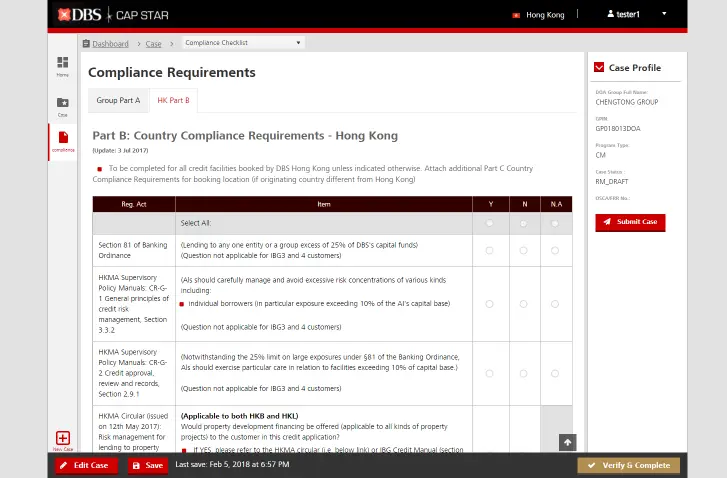 DBS CAP STAR
Hong Kong
tester1
Dashboard > Case > Compliance Checklist
Home
Case
compliance
New Case
Compliance Requirements
Group Part A
HK Part B
Part B: Country Compliance Requirements - Hong Kong
(Update: 3 Jul 2017)
To be completed for all credit facilities booked by DBS Hong Kong unless indicated otherwise. Attach additional Part C Country
Compliance Requirements for booking location (if originating country different from Hong Kong)
Reg. Act Item Y N N.A
Select All:
Section 81 of Banking
Ordinance
(Lending to any one entity or a group excess of 25% of DBS's capital funds)
(Question not applicable for IBG3 and 4 customers)
HKMA Supervisory
Policy Manuals: CR-G-
1 General principles of
credit risk
management, Section
3.3.2
(AIs should carefully manage and avoid excessive risk concentrations of various kinds
including:
individual borrowers (in particular exposure exceeding 10% of the AI's capital base)
(Question not applicable for IBG3 and 4 customers)
HKMA Supervisory
Policy Manuals: CR-G-
2 Credit approval,
review and records,
Section 2.9.1
(Notwithstanding the 25% limit on large exposures under §81 of the Banking Ordinance,
AIs should exercise particular care in relation to facilities exceeding 10% of capital base.)
(Question not applicable for IBG3 and 4 customers)
HKMA Circular (issued
on 12th May 2017):
Risk management for
lending to property
(Applicable to both HKB and HKL)
Would property development financing be offered (applicable to all kinds of property
projects) to the customer in this credit application?
If YES, please refer to the HKMA circular (i.e. below link) or IBG Credit Manual (section
Case Profile
Group Full Name:
CHENGTONG GROUP
GPIN:
GP018013DOA
Program Type:
CM
Case Status :
RM_DRAFT
OSCA/FHR No.:
Submit Case
Edit Case
Save
Last save: Feb 5, 2018 at 6:57 PM
Verify & Complete